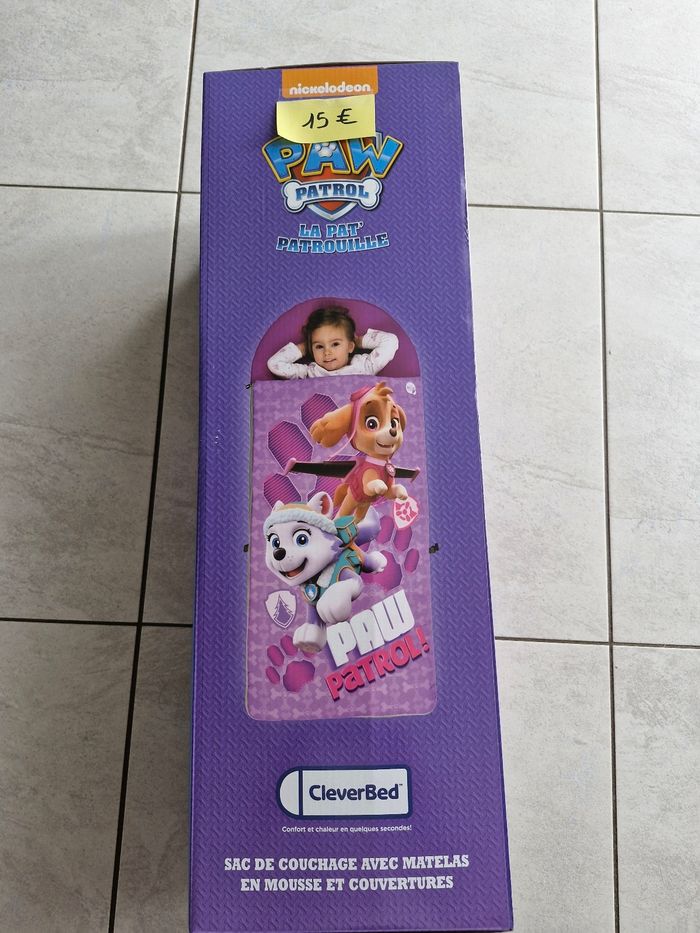 nickelodeon
15 €
PAW
PATROL
LA PAT'
PATROUILLE
PAW
PATROL!
CleverBed™
Confort et chaleur en quelques secondes!
SAC DE COUCHAGE AVEC MATELAS
EN MOUSSE ET COUVERTURES